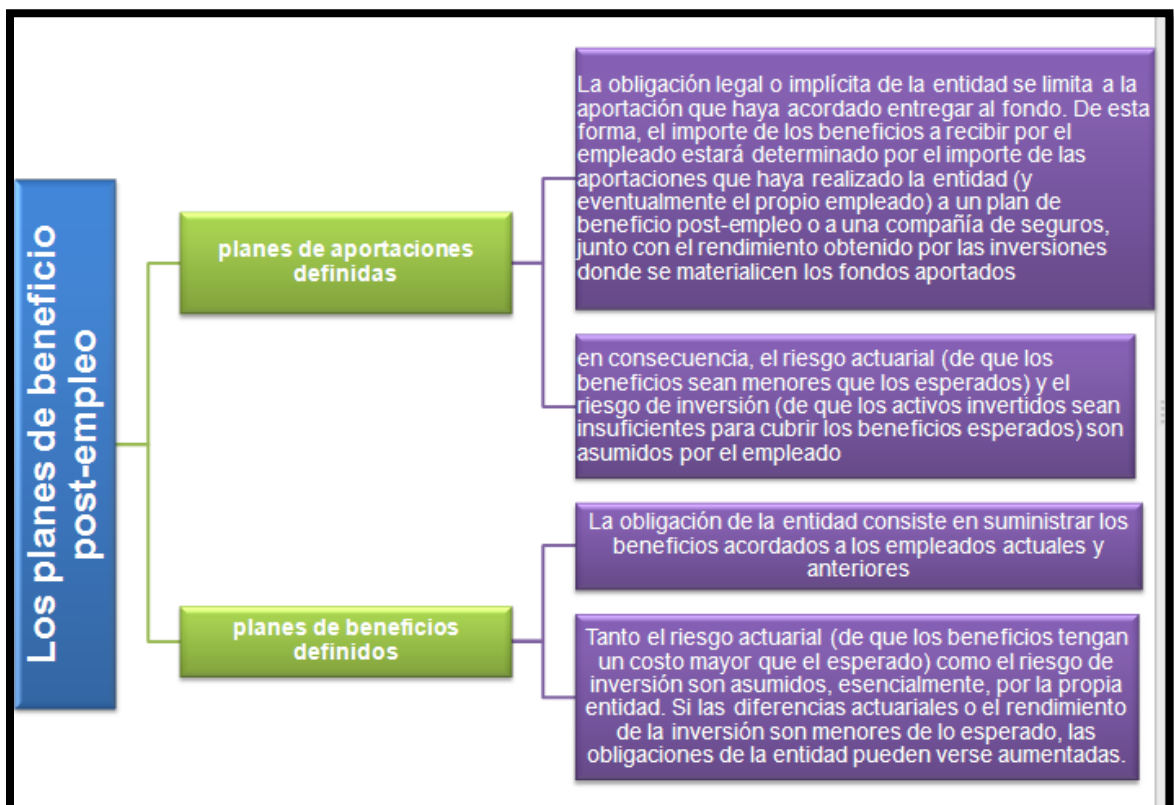 Los planes de beneficio
post-empleo
planes de aportaciones
definidas
La obligación legal o implícita de la entidad se limita a la
aportación que haya acordado entregar al fondo. De esta
forma, el importe de los beneficios a recibir por el
empleado estará determinado por el importe de las
aportaciones que haya realizado la entidad (y
eventualmente el propio empleado) a un plan de
beneficio post-empleo o a una compañía de seguros,
junto con el rendimiento obtenido por las inversiones
donde se materialicen los fondos aportados
en consecuencia, el riesgo actuarial (de que los
beneficios sean menores que los esperados) y el
riesgo de inversión (de que los activos invertidos sean
insuficientes para cubrir los beneficios esperados) son
asumidos por el empleado
planes de beneficios
definidos
La obligación de la entidad consiste en suministrar los
beneficios acordados a los empleados actuales y
anteriores
Tanto el riesgo actuarial (de que los beneficios tengan
un costo mayor que el esperado) como el riesgo de
inversión son asumidos, esencialmente, por la propia
entidad. Si las diferencias actuariales o el rendimiento
de la inversión son menores de lo esperado, las
obligaciones de la entidad pueden verse aumentadas.